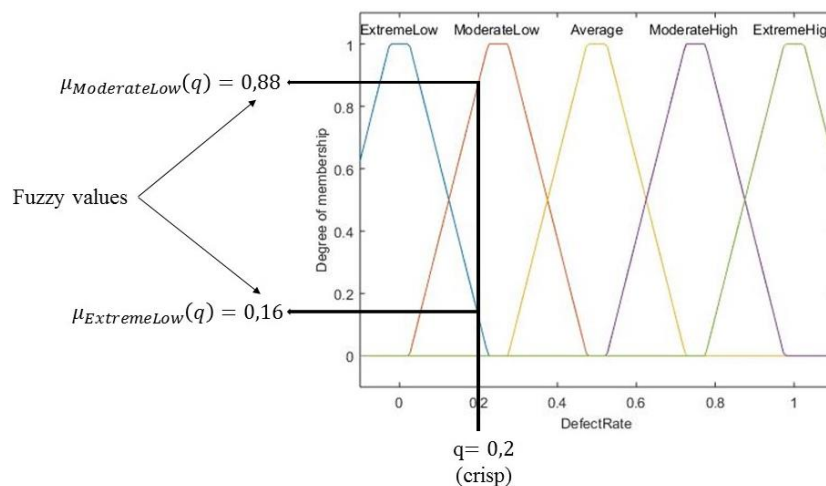 ExtremeLow ModerateLow Average ModerateHigh ExtremeHig
1
μModerateLow(q) = 0,88
0.8
Degree of membership
0.6
Fuzzy values
0.4
0.2
μExtremeLow(q) = 0,16
0
0 0.2 0.4 0.6 0.8 1
DefectRate
q= 0,2
(crisp)